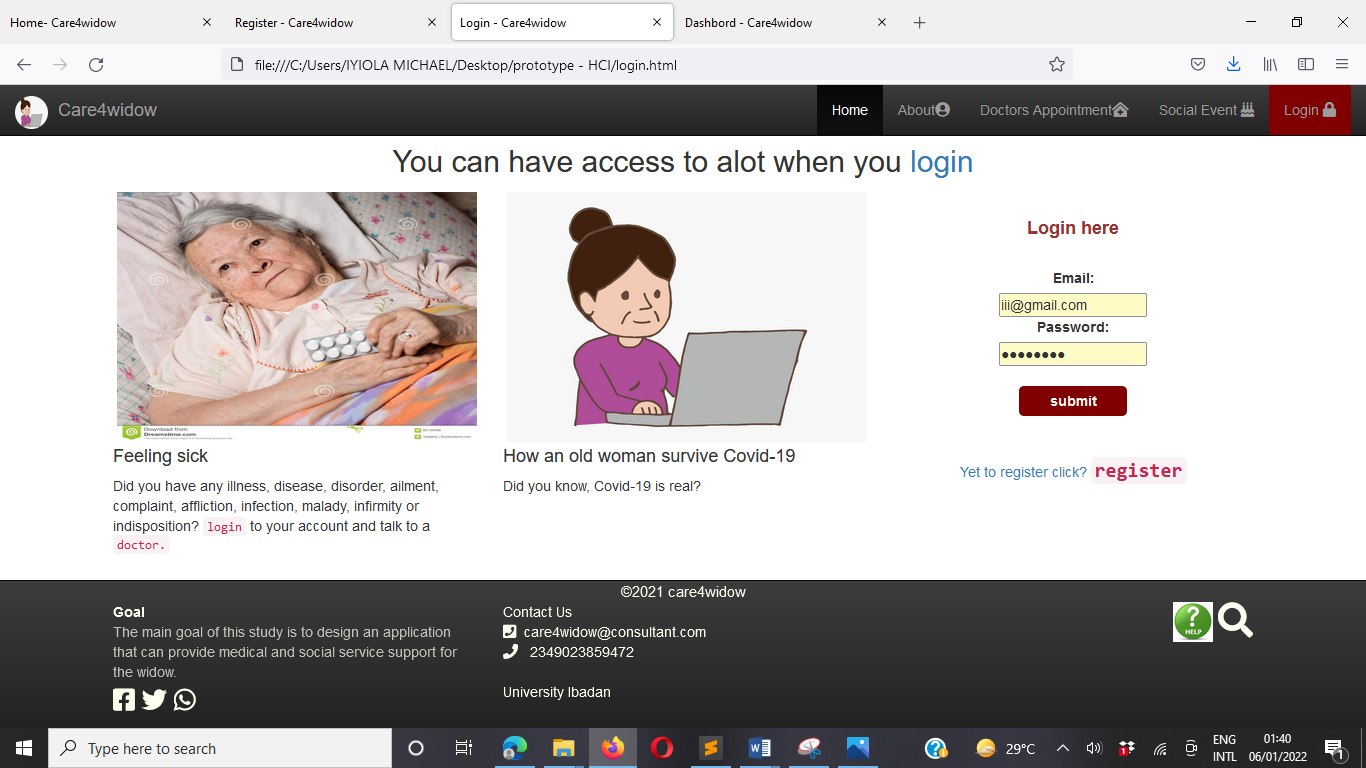 Home- Care4widow
Register - Care4widow
Login - Care4widow
Dashbord - Care4widow
file:///C:/Users/IYIOLA MICHAEL/Desktop/prototype - HCI/login.html
Care4widow
Home
About
Doctors Appointment
Social Event
Login
You can have access to alot when you login
Download from
Dreamstime.com
Feeling sick
Did you have any illness, disease, disorder, ailment,
complaint, affliction, infection, malady, infirmity or
indisposition? login to your account and talk to a
doctor.
How an old woman survive Covid-19
Did you know, Covid-19 is real?
Login here
Email:
iii@gmail.com
Password:
submit
Yet to register click? register
©2021 care4widow
Goal
The main goal of this study is to design an application
that can provide medical and social service support for
the widow.
Contact Us
care4widow@consultant.com
2349023859472
University Ibadan
HELP
Type here to search
29°C
ENG
INTL
01:40
06/01/2022
1